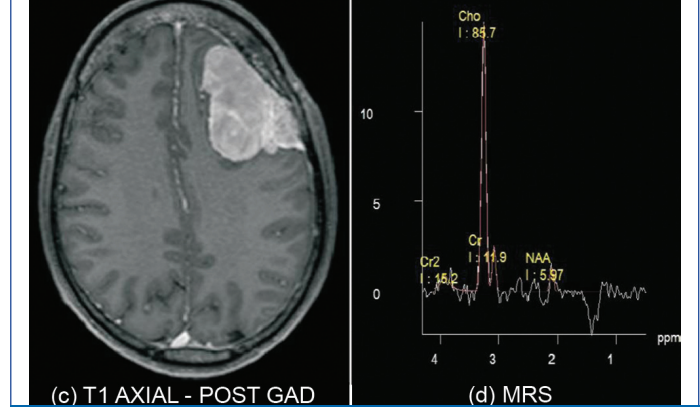 Cho
I : 85.7
10
5
Cr
I : 11.9
NAA
I : 5.97
Cr2
I : 15.2
0
ppm
4 3 2 1
(c) T1 AXIAL - POST GAD
(d) MRS